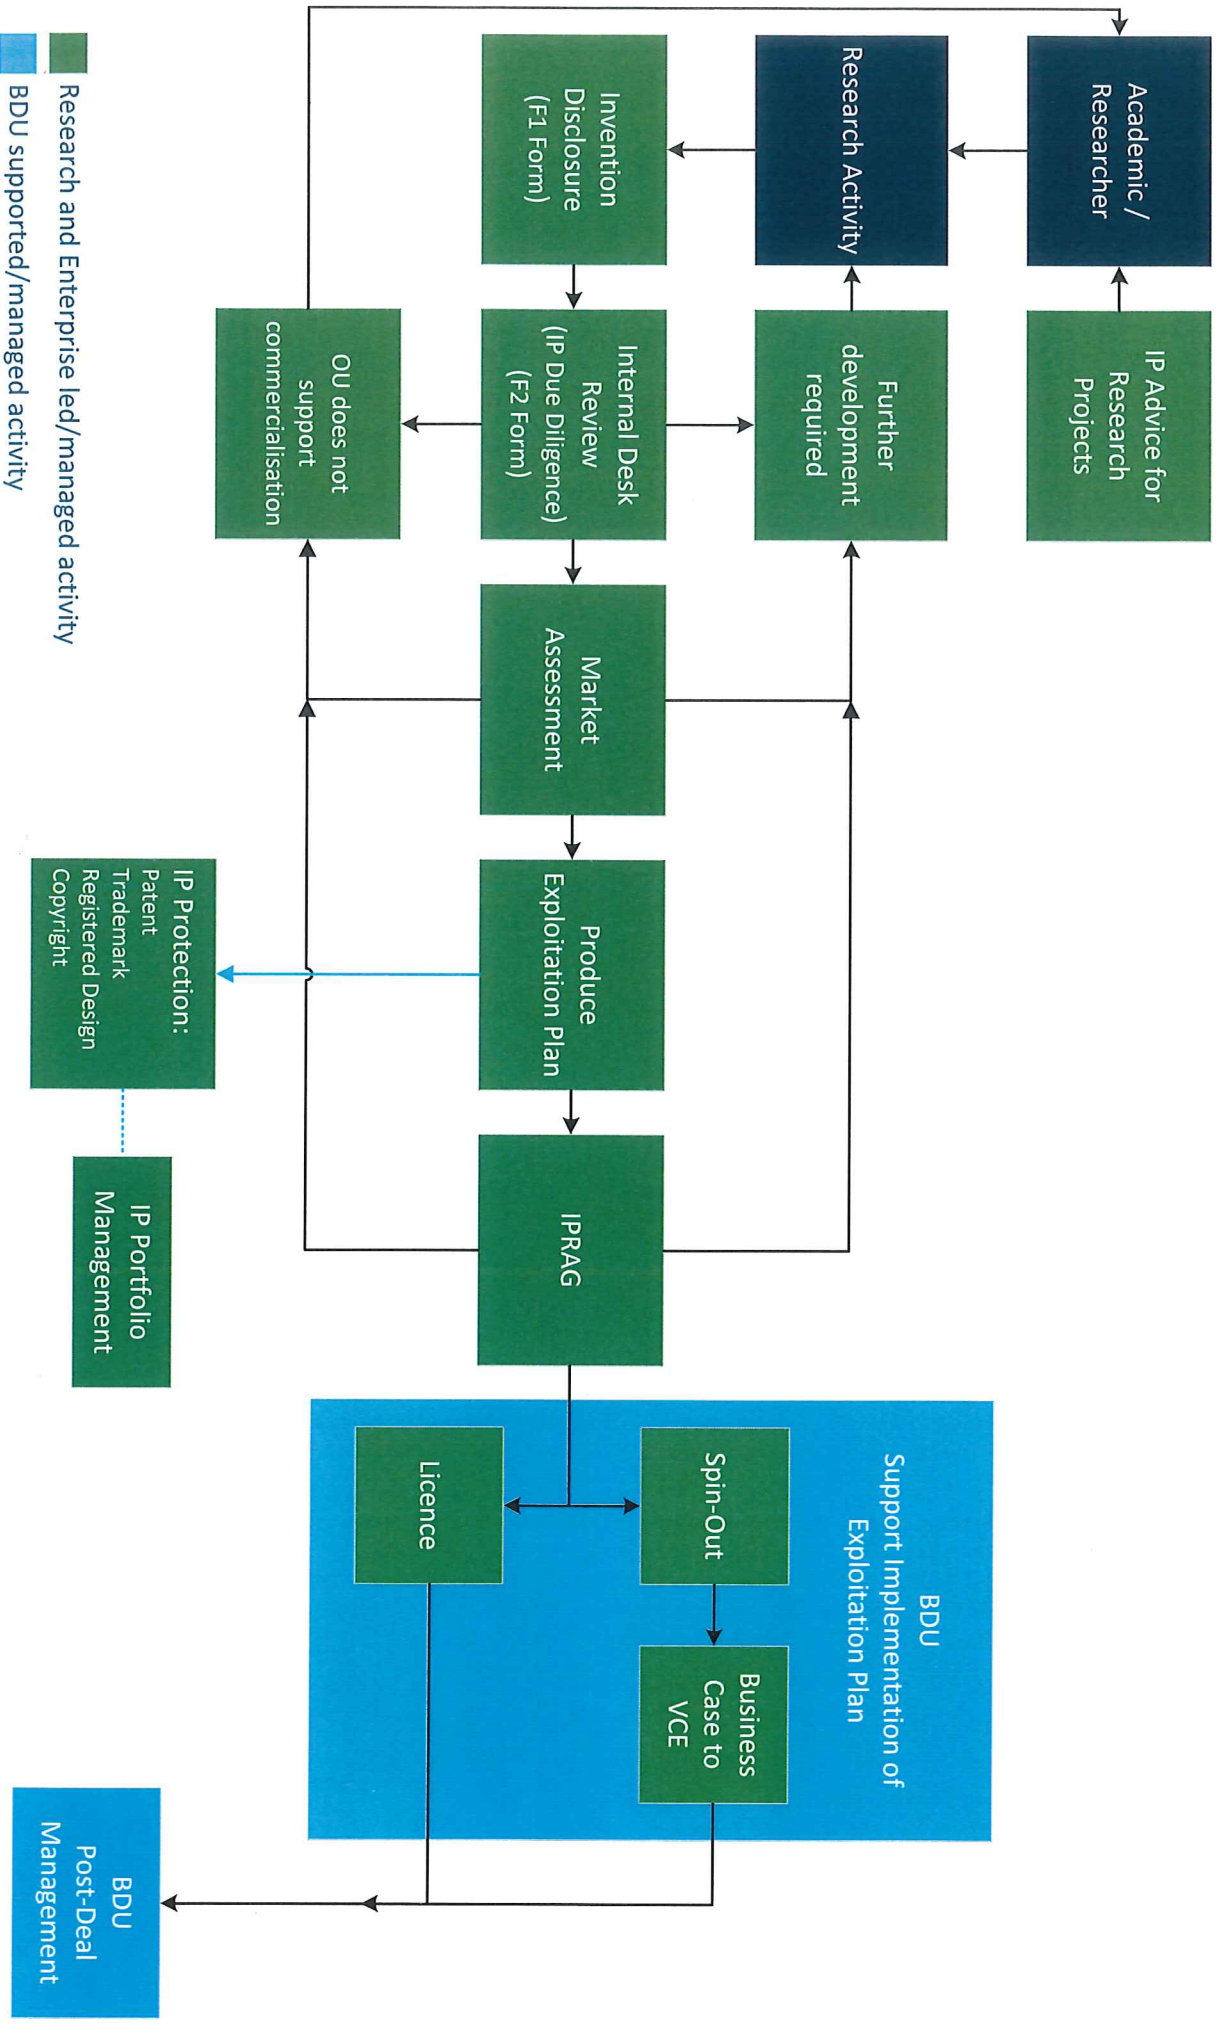 Academic /
Researcher
IP Advice for
Research
Projects
Research Activity
Further
development
required
Invention
Disclosure
(F1 Form)
Internal Desk
Review
(IP Due Diligence)
(F2 Form)
Market
Assessment
Produce
Exploitation Plan
IPRAG
OU does not
support
commercialisation
IP Protection:
Patent
Trademark
Registered Design
Copyright
IP Portfolio
Management
BDU
Support Implementation of
Exploitation Plan
Spin-Out
Business
Case to
VCE
Licence
BDU
Post-Deal
Management
Research and Enterprise led/managed activity
BDU supported/managed activity